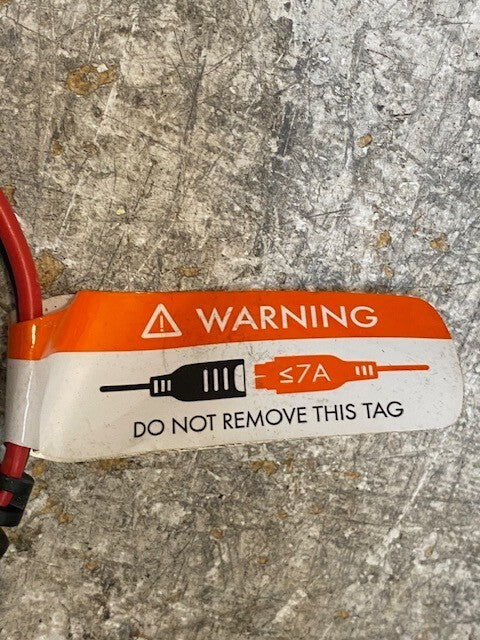 WARNING
≤7A
DO NOT REMOVE THIS TAG